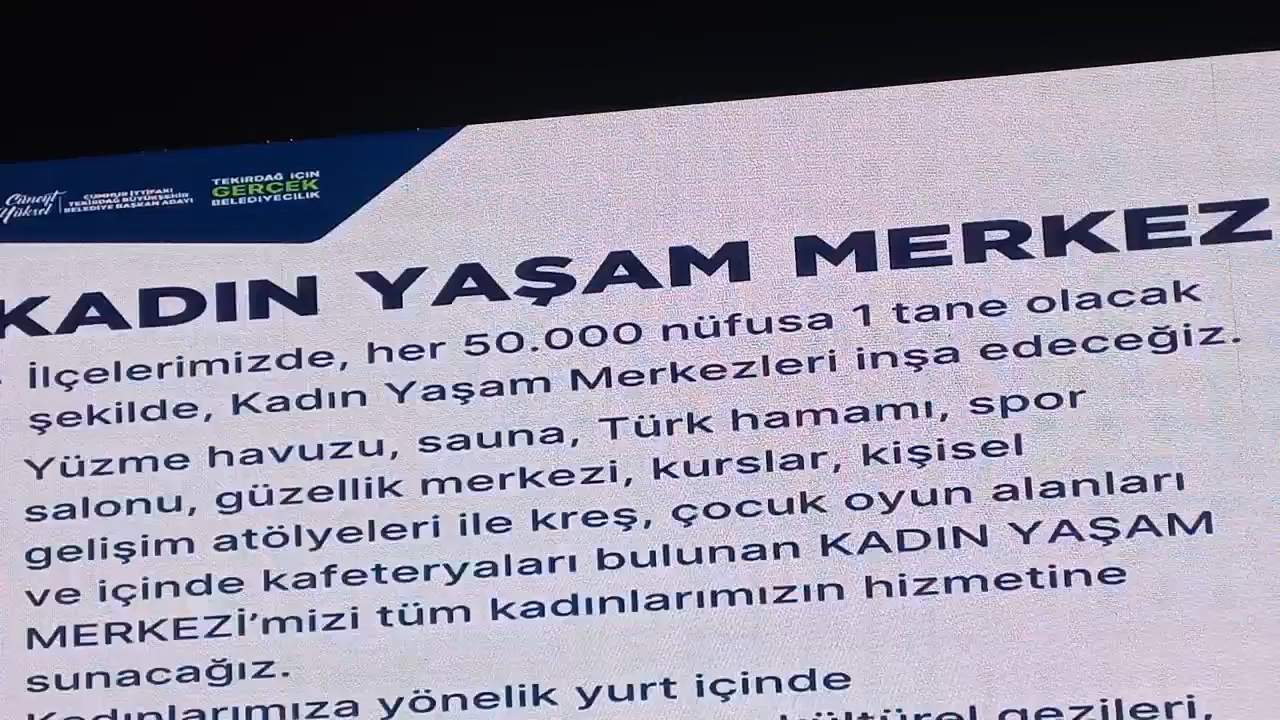 Cüneyt
Yüksel
CUMHUR İTTİFAKI
TEKİRDAĞ BÜYÜKŞEHİR
BELEDİYE BAŞKAN ADAYI
TEKİRDAĞ İÇİN
GERÇEK
BELEDİYECİLİK
KADIN YAŞAM MERKEZ
İlçelerimizde, her 50.000 nüfusa 1 tane olacak
şekilde, Kadın Yaşam Merkezleri inşa edeceğiz.
Yüzme havuzu, sauna, Türk hamamı, spor
salonu, güzellik merkezi, kurslar, kişisel
gelişim atölyeleri ile kreş, çocuk oyun alanları
ve içinde kafeteryaları bulunan KADIN YAŞAM
MERKEZİ'mizi tüm kadınlarımızın hizmetine
sunacağız.
Kadınlarımıza yönelik yurt içinde
kültürel gezileri,